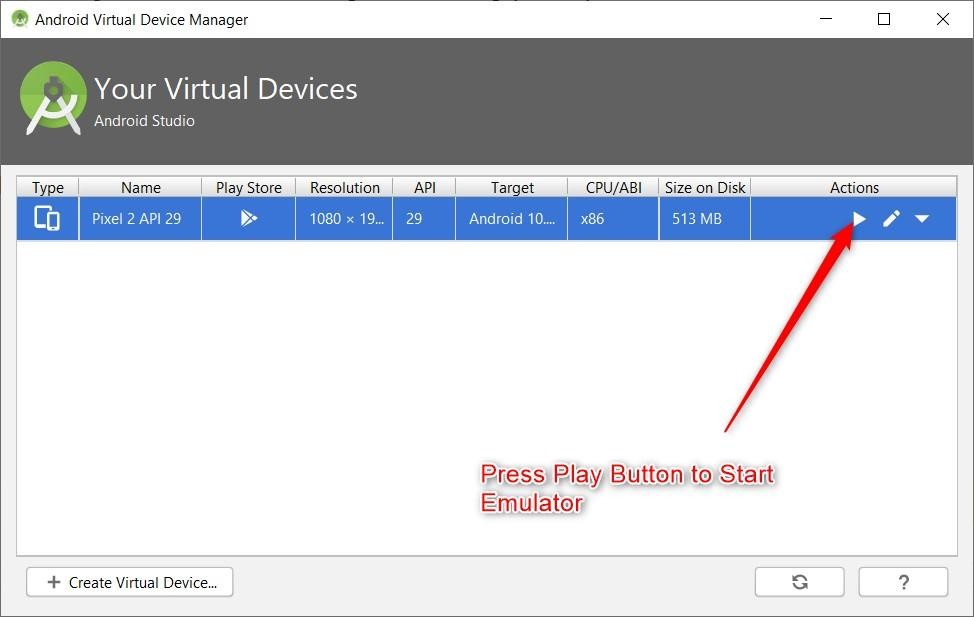 Android Virtual Device Manager
Your Virtual Devices
Android Studio
Type Name Play Store Resolution API Target CPU/ABI Size on Disk Actions
Pixel 2 API 29 1080 × 19... 29 Android 10.... x86 513 MB
Press Play Button to Start
Emulator
+ Create Virtual Device... ?